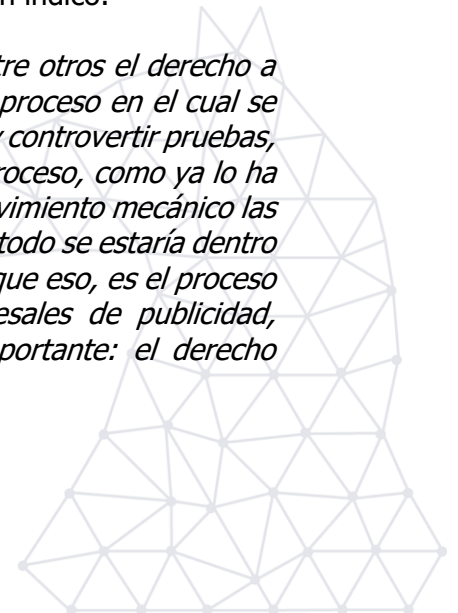 n indicó:
tre otros el derecho a
proceso en el cual se
y controvertir pruebas,
roceso, como ya lo ha
vimiento mecánico las
todo se estaría dentro
que eso, es el proceso
esales de publicidad,
portante: el derecho